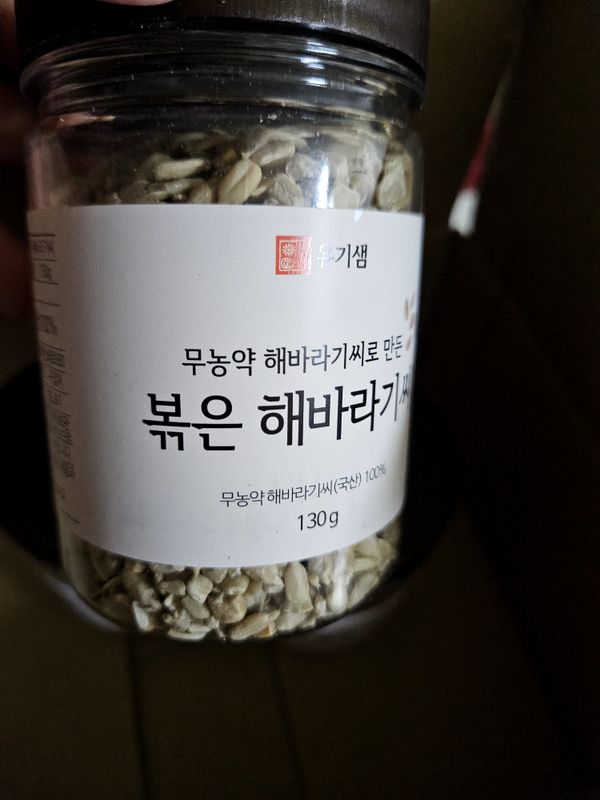 유기샘
무농약 해바라기씨로 만든
볶은 해바라기씨
무농약 해바라기씨(국산) 100%
130g